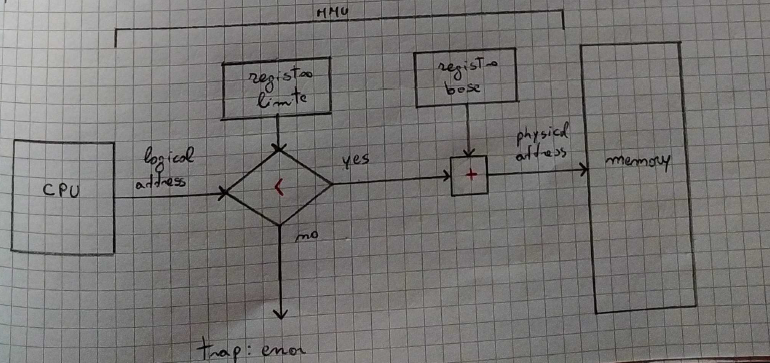 MMU
registro
limite
registro
base
CPU
logical
address
<
yes
no
+
physical
address
memory
trap: error